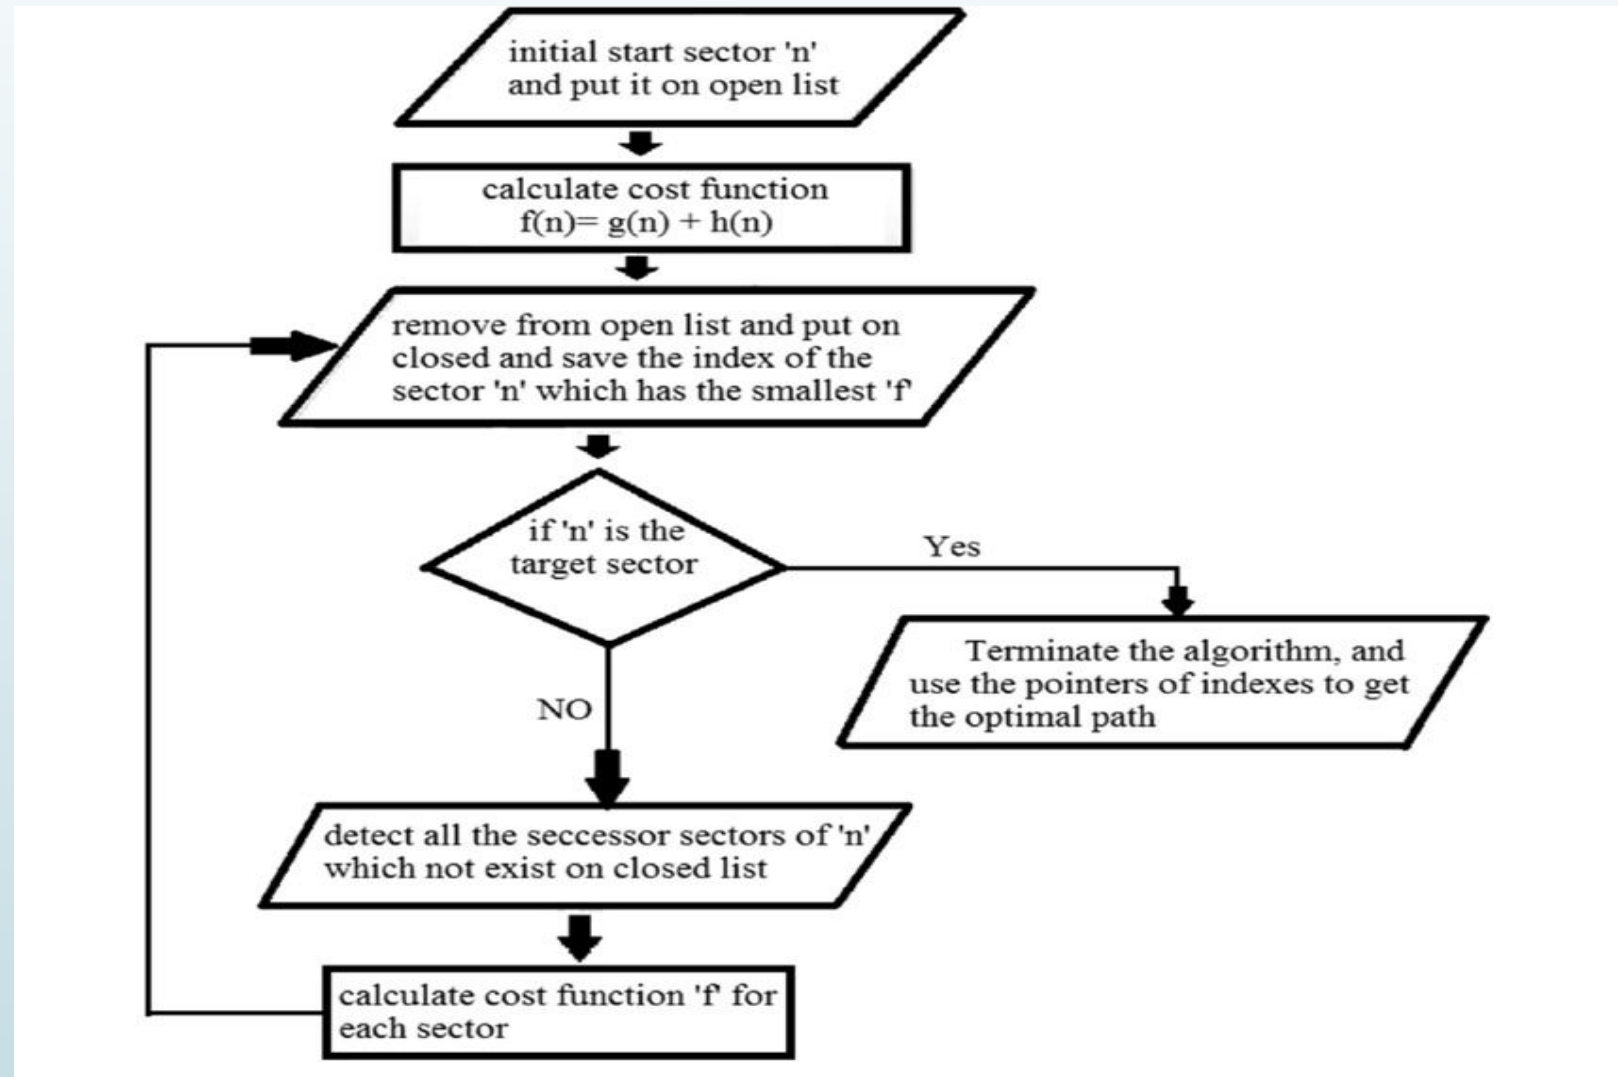 initial start sector 'n'
and put it on open list
calculate cost function
f(n)= g(n) + h(n)
remove from open list and put on
closed and save the index of the
sector 'n' which has the smallest 'f'
if 'n' is the
target sector
Yes
Terminate the algorithm, and
use the pointers of indexes to get
the optimal path
NO
detect all the seccessor sectors of 'n'
which not exist on closed list
calculate cost function 'f' for
each sector